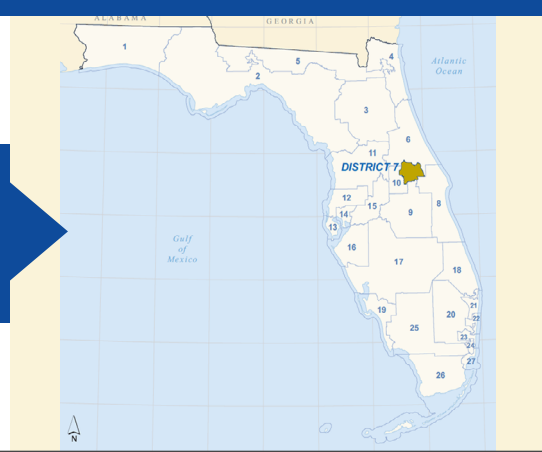 ALABAMA
GEORGIA
1
5
4
2
Atlantic
Ocean
3
6
11
DISTRICT 7
10
12
15
9
8
14
13
Gulf
of
Mexico
16
17
18
19
21
20
22
25
23
24
27
26
N